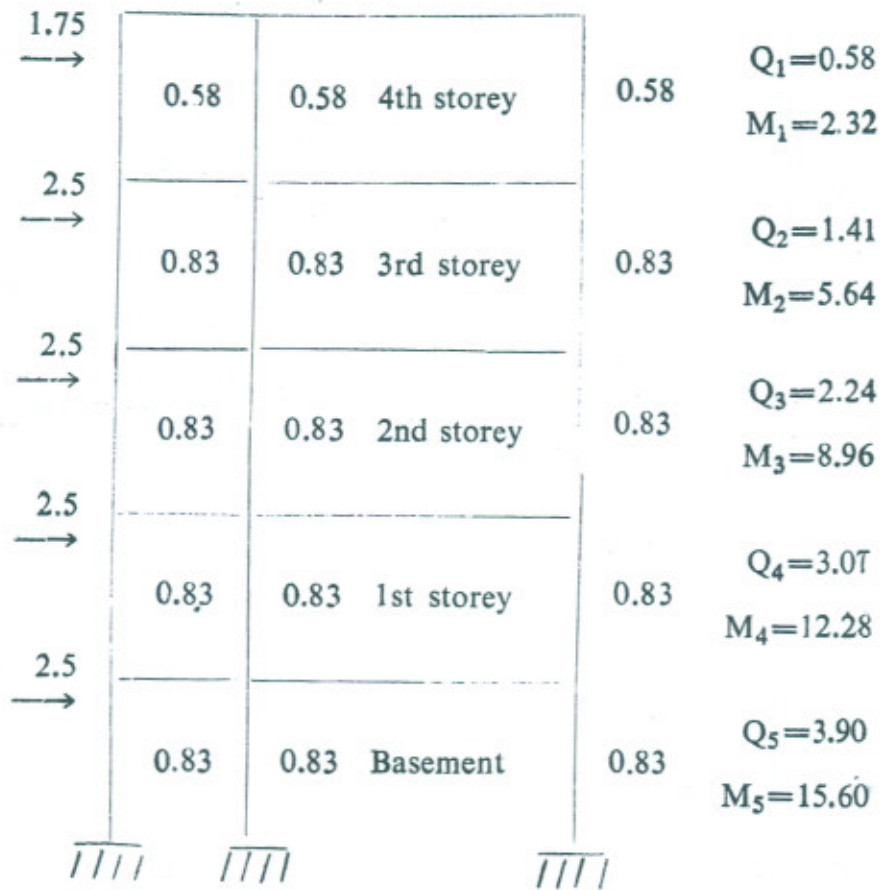 1.75
0.58 0.58 4th storey 0.58
Q₁=0.58
M₁=2.32
2.5
0.83 0.83 3rd storey 0.83
Q₂=1.41
M₂=5.64
2.5
0.83 0.83 2nd storey 0.83
Q₃=2.24
M₃=8.96
2.5
0.83 0.83 1st storey 0.83
Q₄=3.07
M₄=12.28
2.5
0.83 0.83 Basement 0.83
Q₅=3.90
M₅=15.60